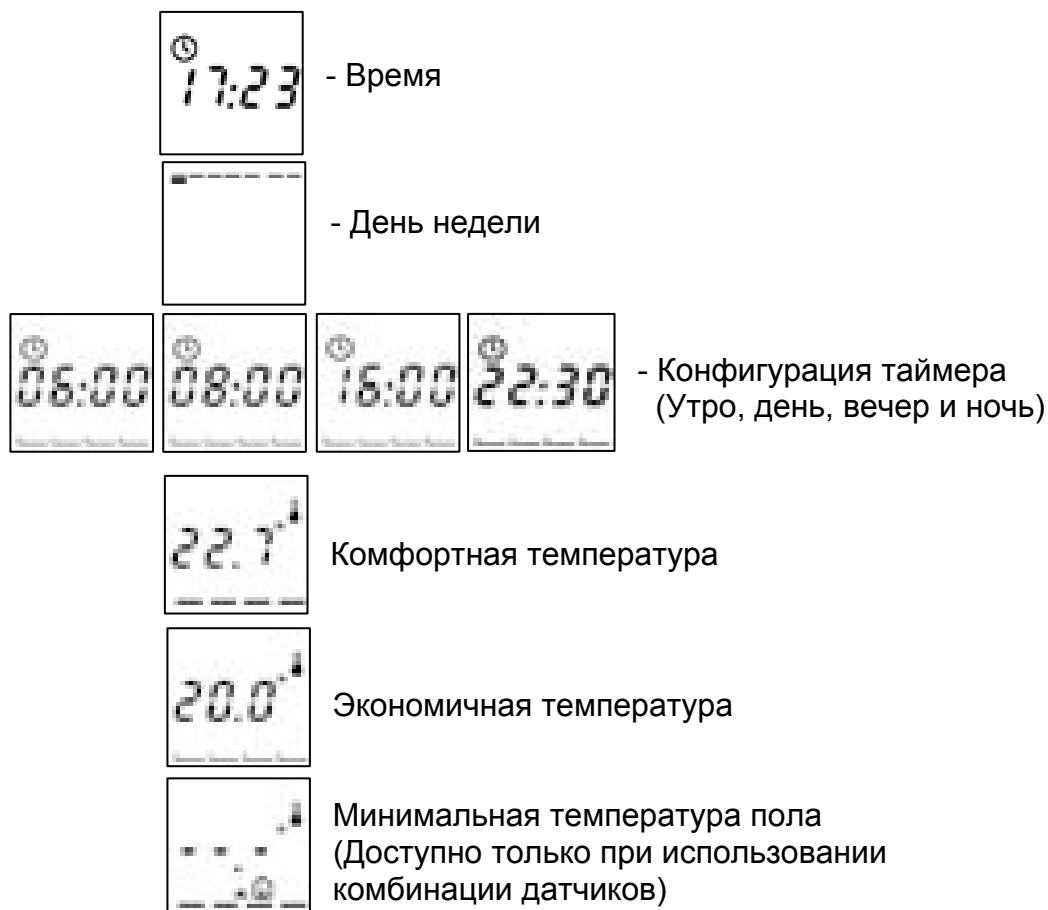 17:23
- Время
- День недели
06:00 08:00 16:00 22:30
- Конфигурация таймера
(Утро, день, вечер и ночь)
22.7°
Комфортная температура
20.0°
Экономичная температура
Минимальная температура пола
(Доступно только при использовании
комбинации датчиков)